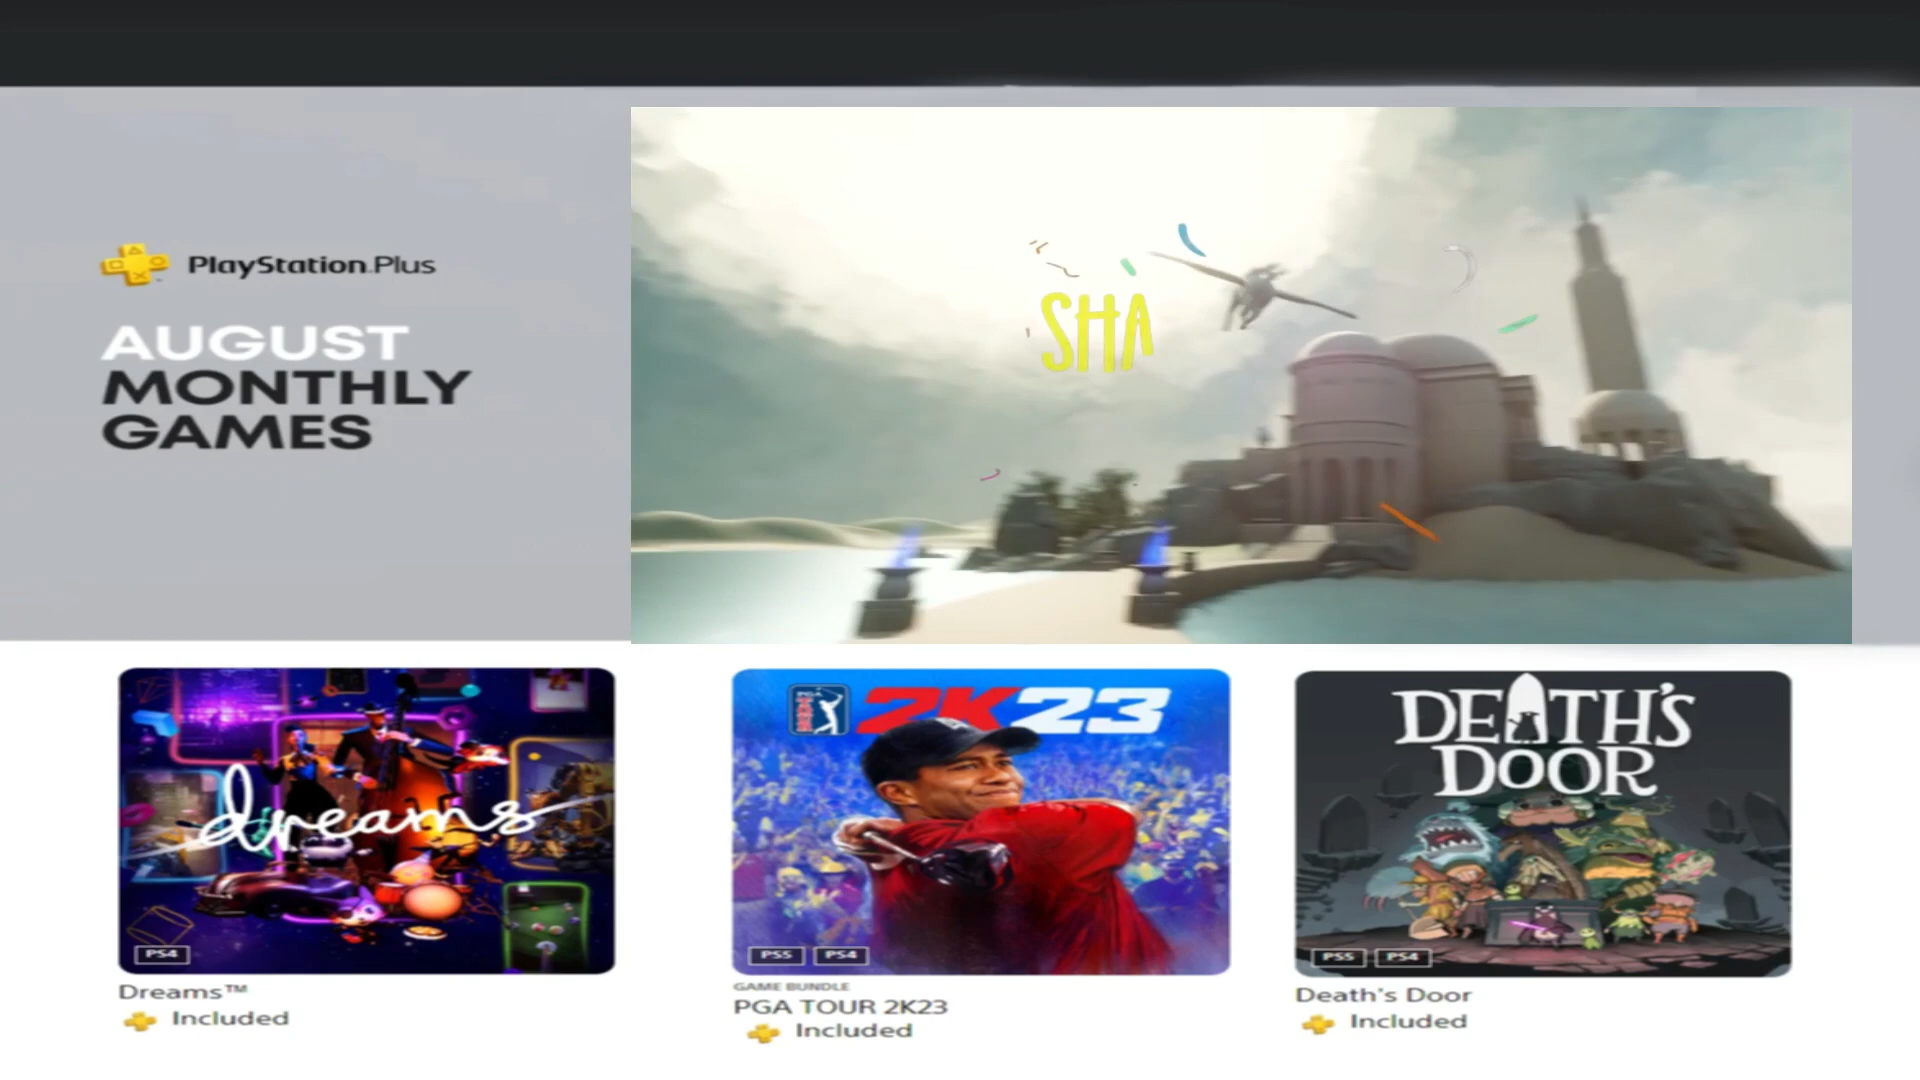 PlayStation.Plus
AUGUST
MONTHLY
GAMES
SHA
dreams
PS4
Dreams™
Included
PGA TOUR
2K23
PS5 PS4
GAME BUNDLE
PGA TOUR 2K23
Included
DEATH'S
DOOR
PS5 PS4
Death's Door
Included